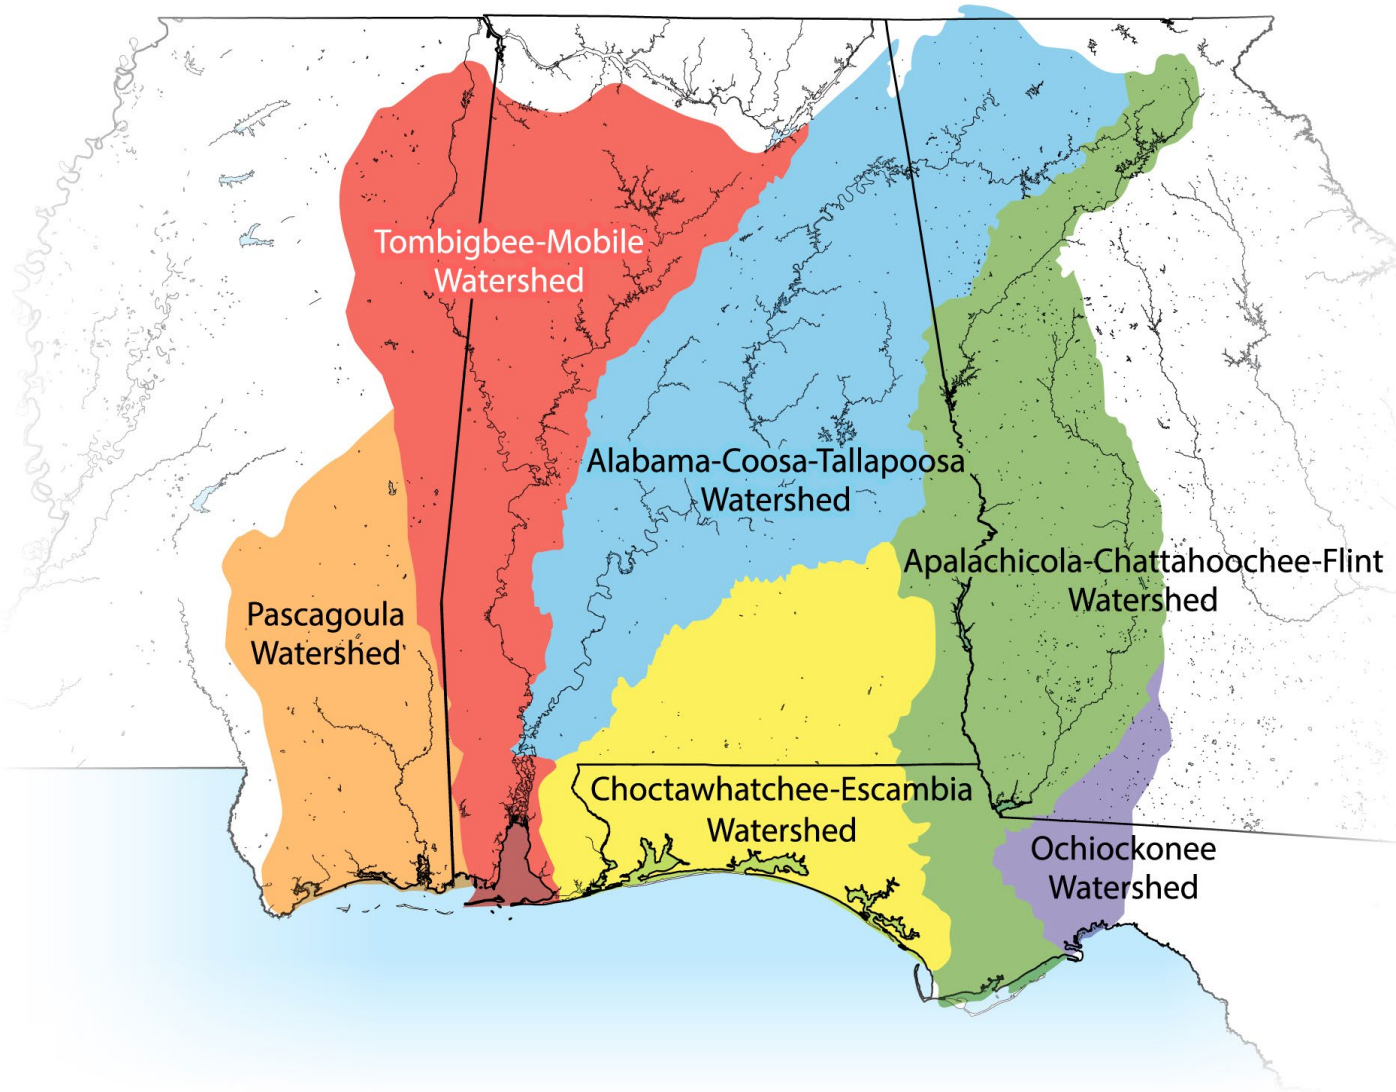 Tombigbee-Mobile
Watershed
Alabama-Coosa-Tallapoosa
Watershed
Apalachicola-Chattahoochee-Flint
Watershed
Pascagoula
Watershed
Choctawhatchee-Escambia
Watershed
Ochiockonee
Watershed